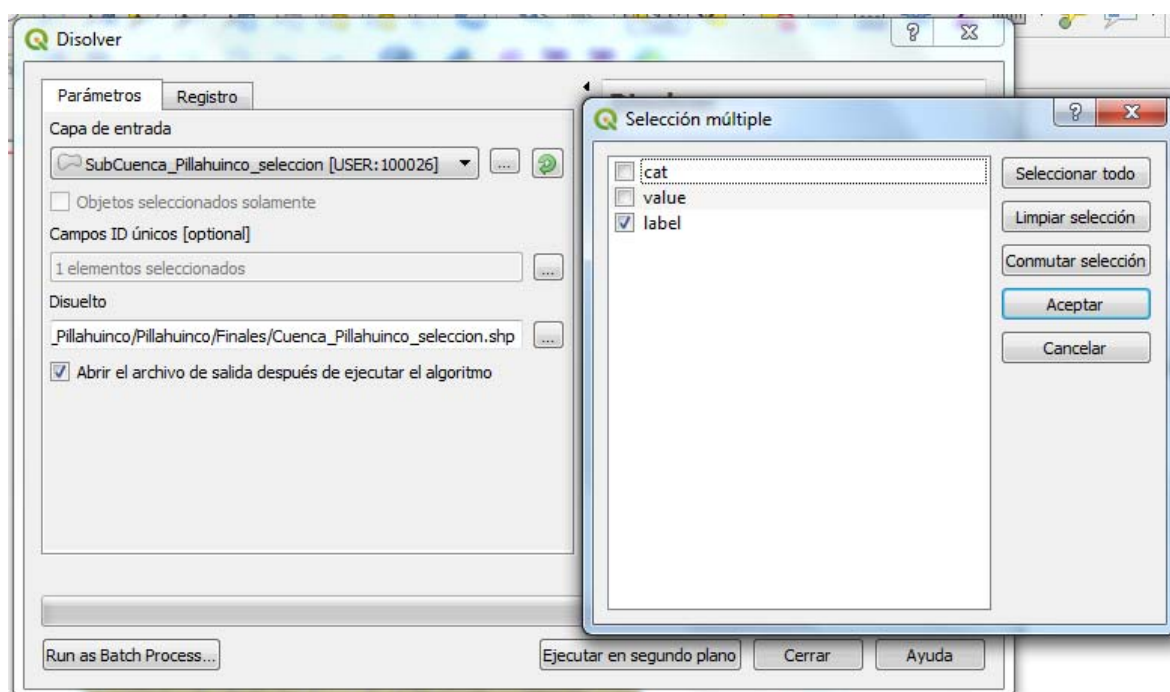 Disolver
Parámetros
Registro
Capa de entrada
SubCuenca_Pillahuinco_seleccion [USER:100026]
...
Objetos seleccionados solamente
Campos ID únicos [optional]
1 elementos seleccionados
...
Disuelto
_Pillahuinco/Pillahuinco/Finales/Cuenca_Pillahuinco_seleccion.shp
...
Abrir el archivo de salida después de ejecutar el algoritmo
Run as Batch Process...
Ejecutar en segundo plano
Cerrar
Ayuda
Selección múltiple
cat
value
label
Seleccionar todo
Limpiar selección
Conmutar selección
Aceptar
Cancelar